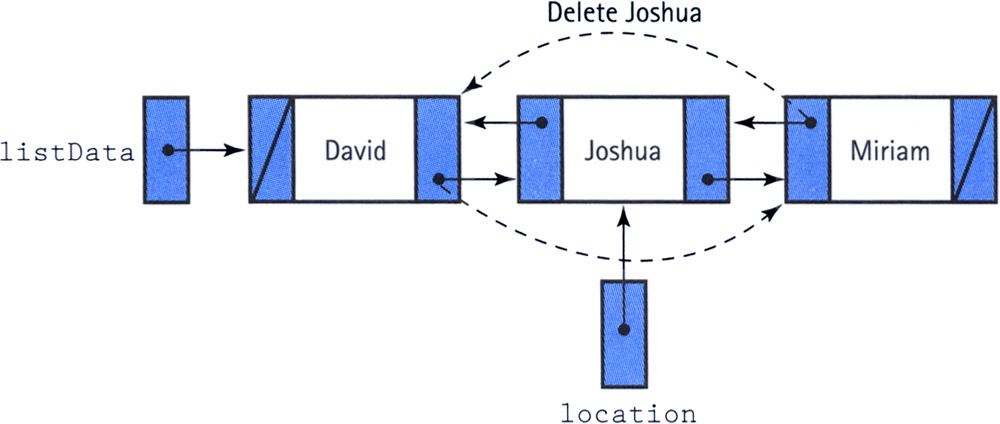 Delete Joshua
listData
David
Joshua
Miriam
location